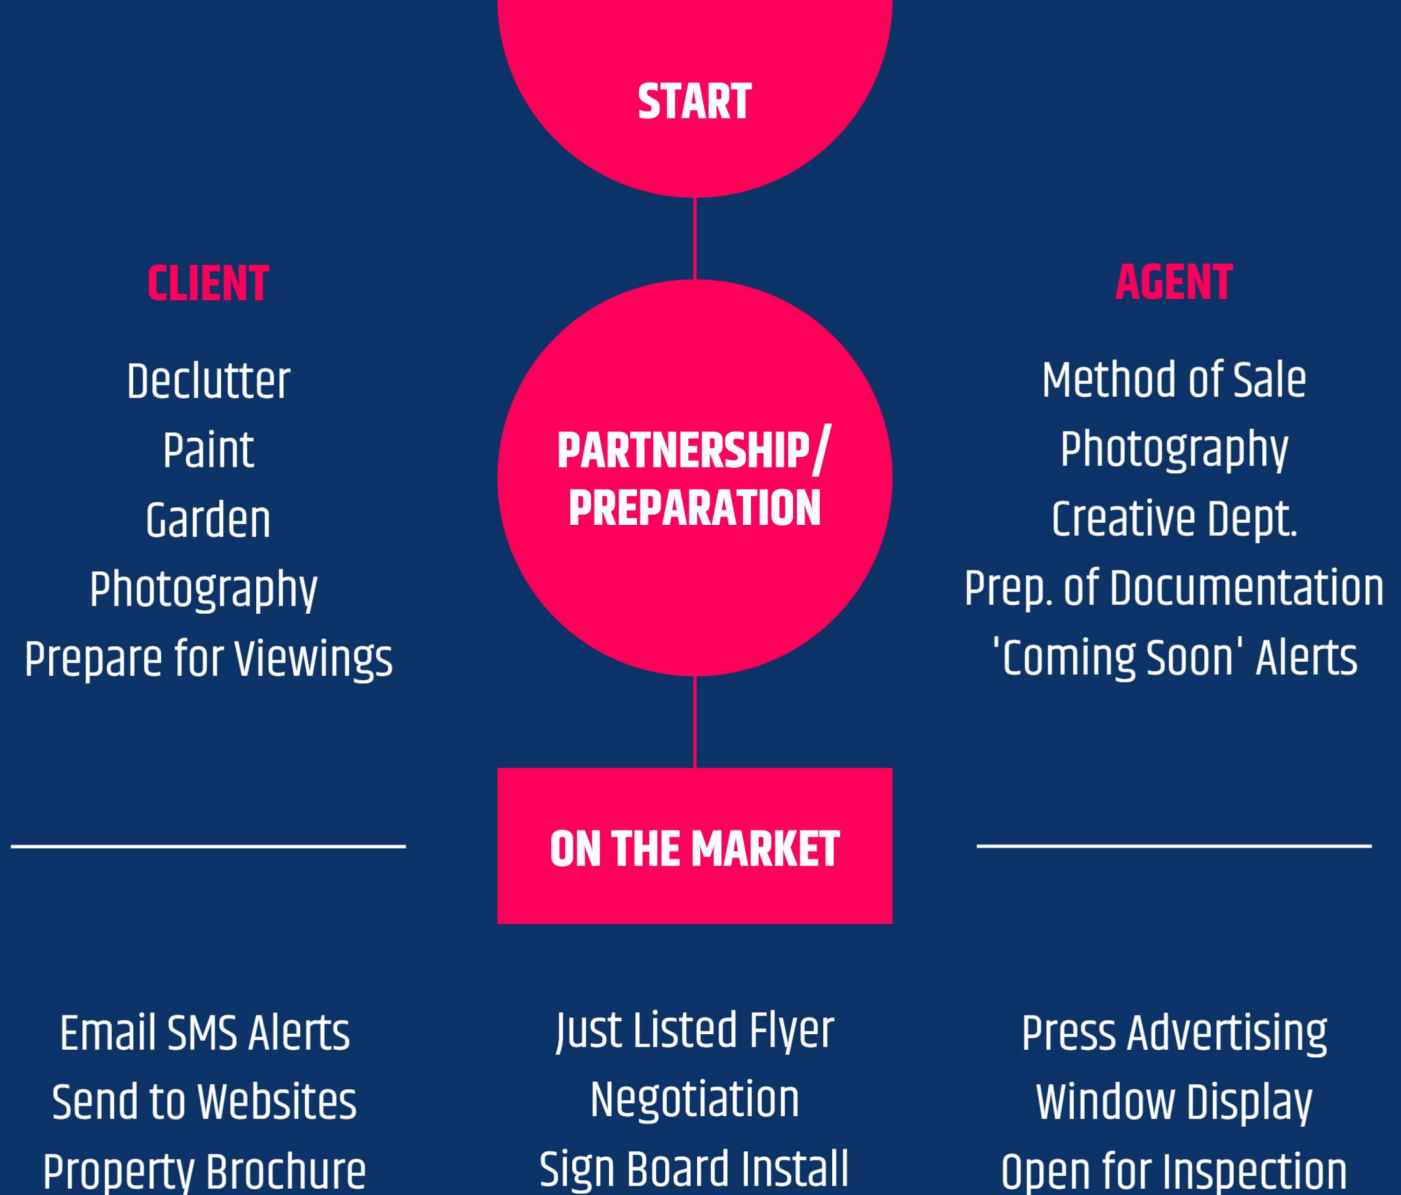 START
CLIENT
Declutter
Paint
Garden
Photography
Prepare for Viewings
PARTNERSHIP/
PREPARATION
AGENT
Method of Sale
Photography
Creative Dept.
Prep. of Documentation
'Coming Soon' Alerts
ON THE MARKET
Email SMS Alerts
Send to Websites
Property Brochure
Just Listed Flyer
Negotiation
Sign Board Install
Press Advertising
Window Display
Open for Inspection